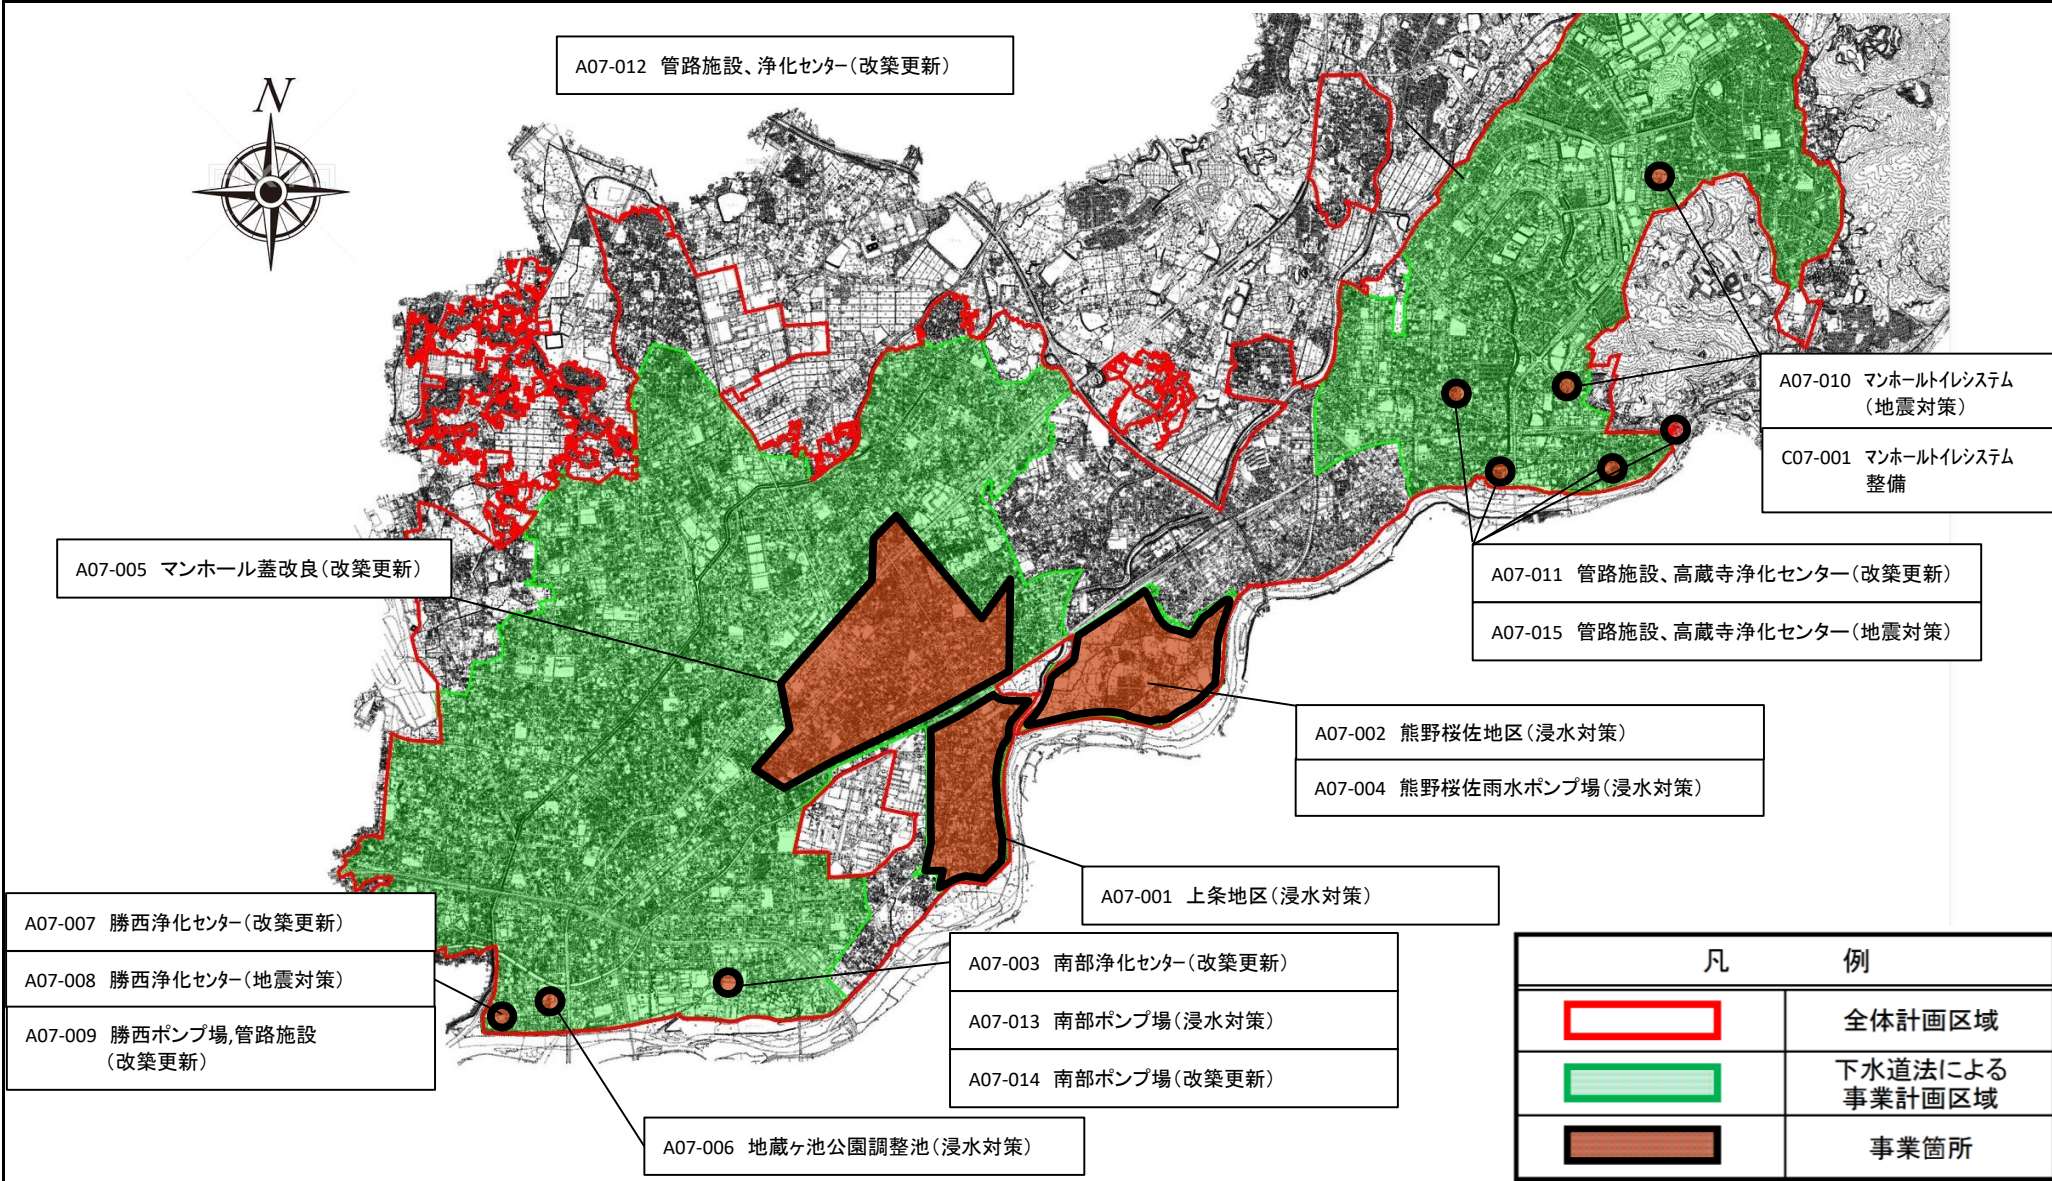 A07-012 管路施設、浄化センター(改築更新)
N
A07-010 マンホールトイレシステム
(地震対策)
C07-001 マンホールトイレシステム
整備
A07-005 マンホール蓋改良(改築更新)
A07-011 管路施設、高蔵寺浄化センター(改築更新)
A07-015 管路施設、高蔵寺浄化センター(地震対策)
A07-002 熊野桜佐地区(浸水対策)
A07-004 熊野桜佐雨水ポンプ場(浸水対策)
A07-001 上条地区(浸水対策)
A07-007 勝西浄化センター(改築更新)
A07-008 勝西浄化センター(地震対策)
A07-009 勝西ポンプ場,管路施設
(改築更新)
A07-003 南部浄化センター(改築更新)
A07-013 南部ポンプ場(浸水対策)
A07-014 南部ポンプ場(改築更新)
A07-006 地蔵ヶ池公園調整池(浸水対策)
凡 例
全体計画区域
下水道法による
事業計画区域
事業箇所